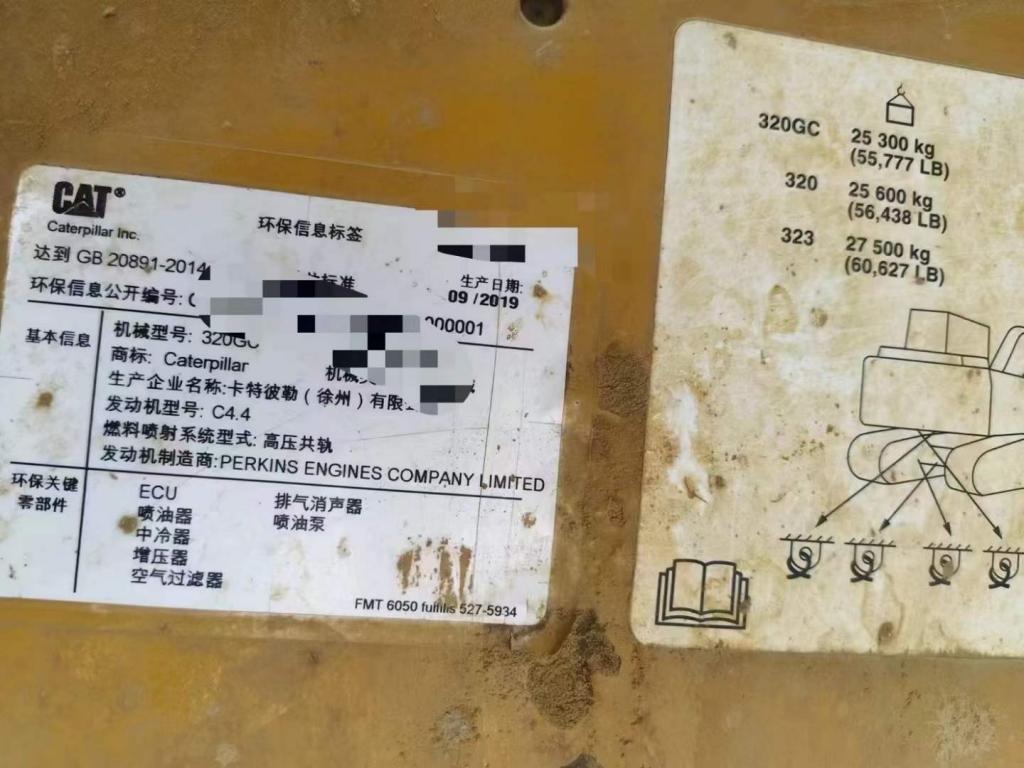 CAT®
Caterpillar Inc.
环保信息标签
达到 GB 20891-2014
标准
生产日期:
09 /2019
环保信息公开编号:
000001
基本信息
机械型号: 320GC
商标: Caterpillar
机械
生产企业名称:卡特彼勒（徐州）有限
发动机型号: C4.4
燃料喷射系统型式: 高压共轨
发动机制造商:PERKINS ENGINES COMPANY LIMITED
环保关键
零部件
ECU
喷油器
中冷器
增压器
空气过滤器
排气消声器
喷油泵
FMT 6050 fulfills 527-5934
320GC 25 300 kg
(55,777 LB)
320 25 600 kg
(56,438 LB)
323 27 500 kg
(60,627 LB)